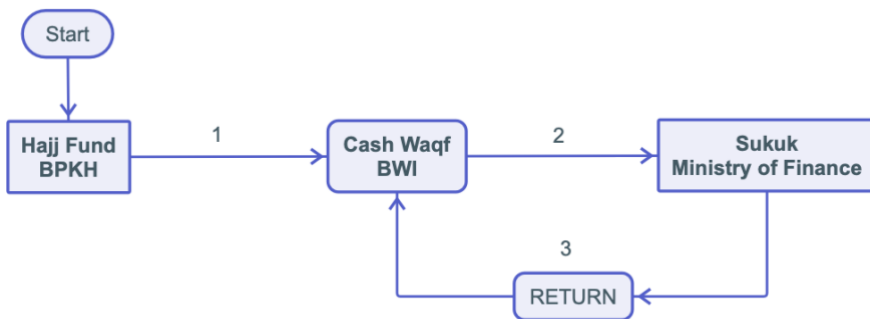 Start
Hajj Fund
BPKH
1
Cash Waqf
BWI
2
Sukuk
Ministry of Finance
3
RETURN